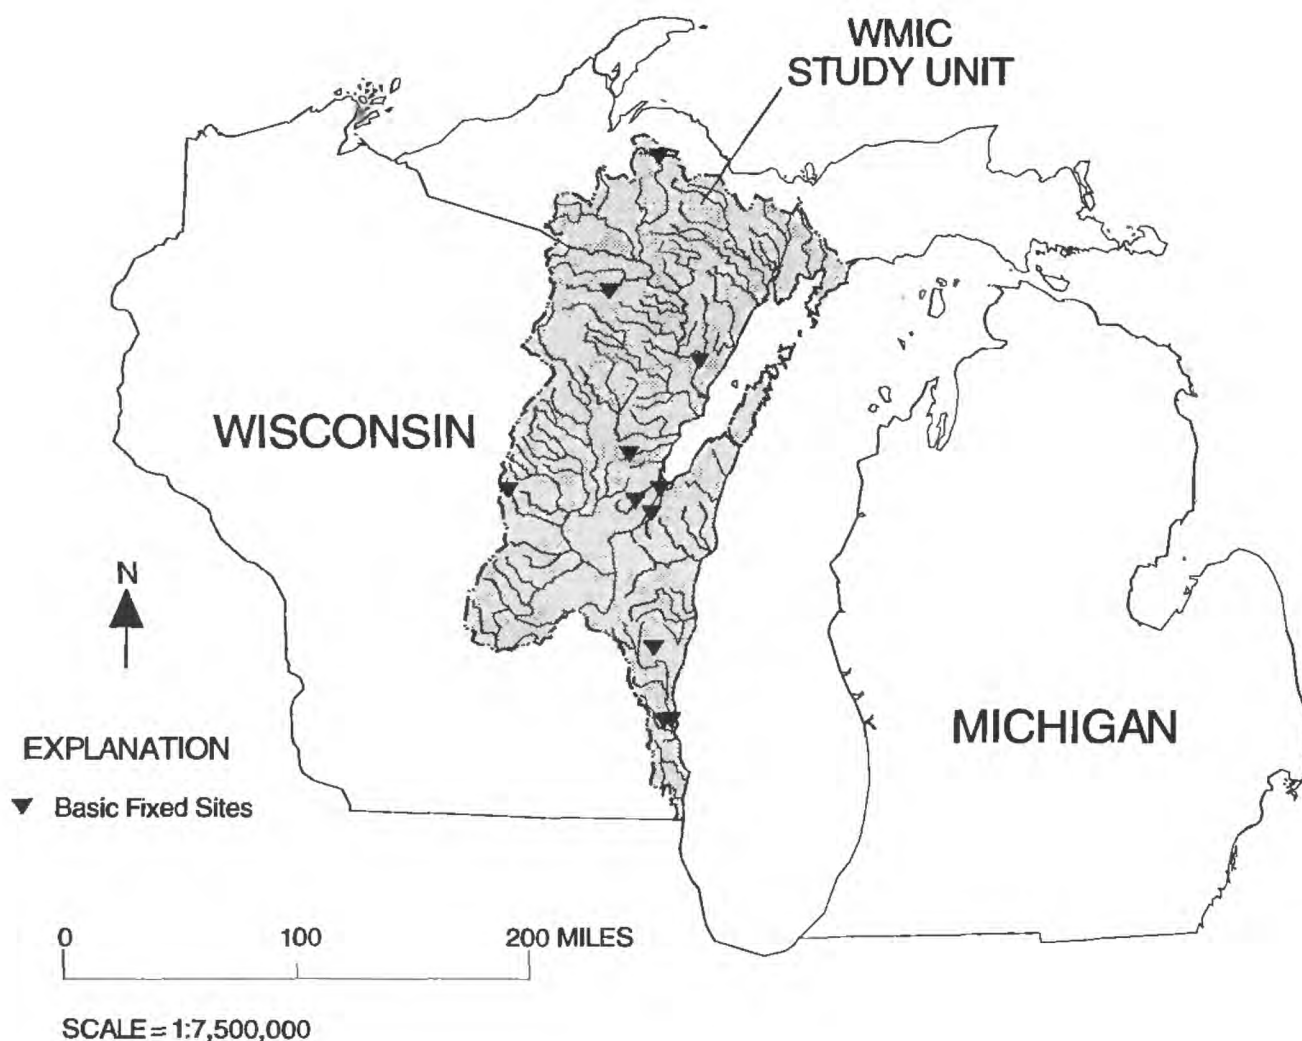 WMIC
STUDY UNIT
WISCONSIN
N
MICHIGAN
EXPLANATION
Basic Fixed Sites
0 100 200 MILES
SCALE = 1:7,500,000